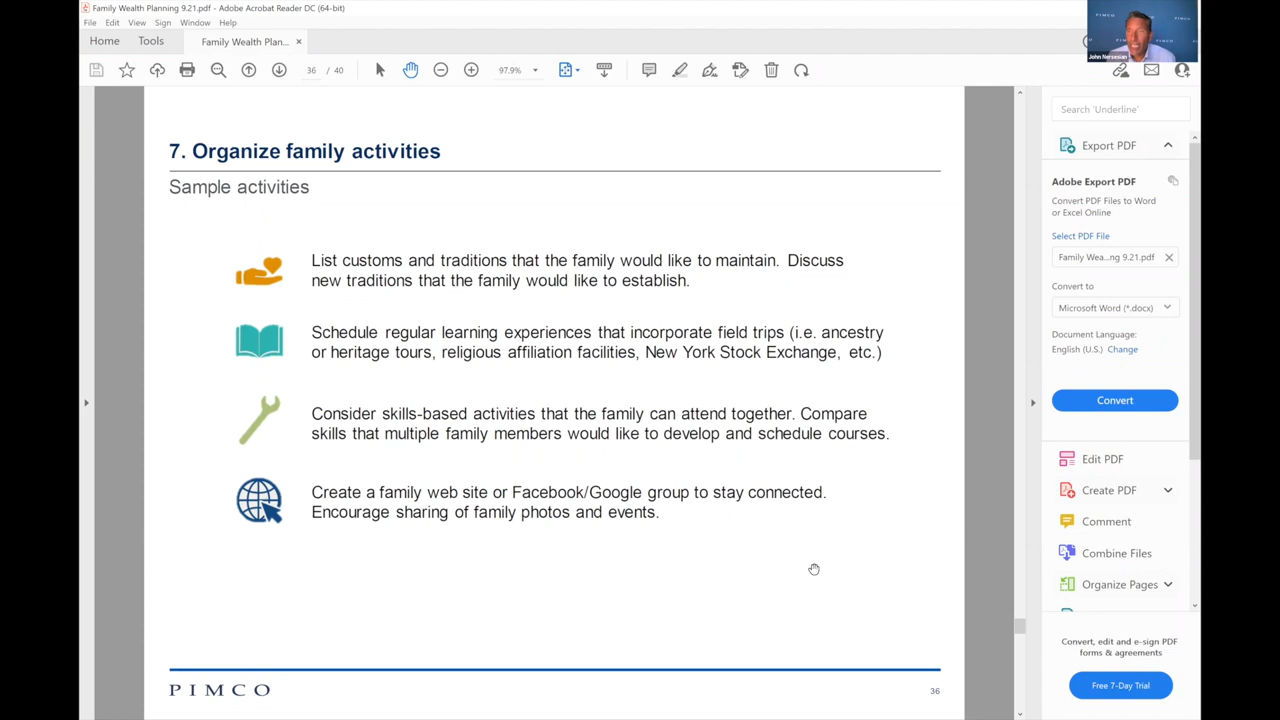 Family Wealth Planning 9.21.pdf - Adobe Acrobat Reader DC (64-bit)
File Edit View Sign Window Help
Home Tools Family Wealth Plan... ×
36 / 40 97.9%
PIMCO
John Nersesian
7. Organize family activities
Sample activities
List customs and traditions that the family would like to maintain. Discuss
new traditions that the family would like to establish.
Schedule regular learning experiences that incorporate field trips (i.e. ancestry
or heritage tours, religious affiliation facilities, New York Stock Exchange, etc.)
Consider skills-based activities that the family can attend together. Compare
skills that multiple family members would like to develop and schedule courses.
Create a family web site or Facebook/Google group to stay connected.
Encourage sharing of family photos and events.
PIMCO
36
Search 'Underline'
Export PDF
Adobe Export PDF
Convert PDF Files to Word
or Excel Online
Select PDF File
Family Wea...ng 9.21.pdf ×
Convert to
Microsoft Word (*.docx)
Document Language:
English (U.S.) Change
Convert
Edit PDF
Create PDF
Comment
Combine Files
Organize Pages
Convert, edit and e-sign PDF
forms & agreements
Free 7-Day Trial